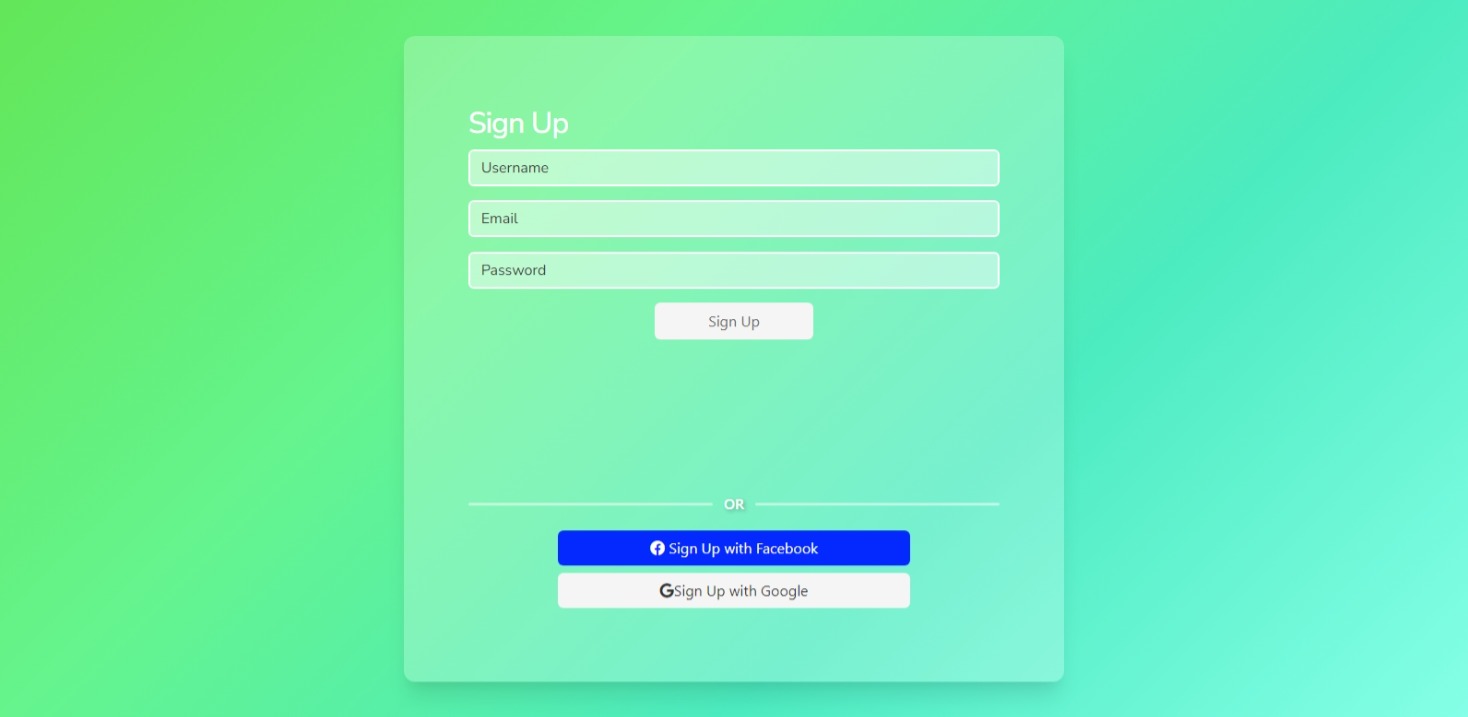 Sign Up
Username
Email
Password
Sign Up
OR
Sign Up with Facebook
Sign Up with Google